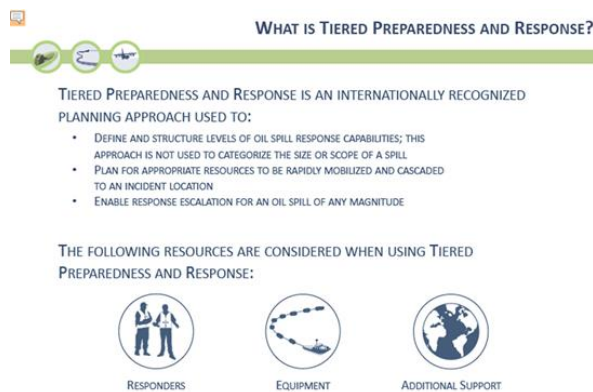 WHAT IS TIERED PREPAREDNESS AND RESPONSE?
TIERED PREPAREDNESS AND RESPONSE IS AN INTERNATIONALLY RECOGNIZED
PLANNING APPROACH USED TO:
• DEFINE AND STRUCTURE LEVELS OF OIL SPILL RESPONSE CAPABILITIES; THIS
APPROACH IS NOT USED TO CATEGORIZE THE SIZE OR SCOPE OF A SPILL
• PLAN FOR APPROPRIATE RESOURCES TO BE RAPIDLY MOBILIZED AND CASCADED
TO AN INCIDENT LOCATION
• ENABLE RESPONSE ESCALATION FOR AN OIL SPILL OF ANY MAGNITUDE
THE FOLLOWING RESOURCES ARE CONSIDERED WHEN USING TIERED
PREPAREDNESS AND RESPONSE:
RESPONDERS
EQUIPMENT
ADDITIONAL SUPPORT